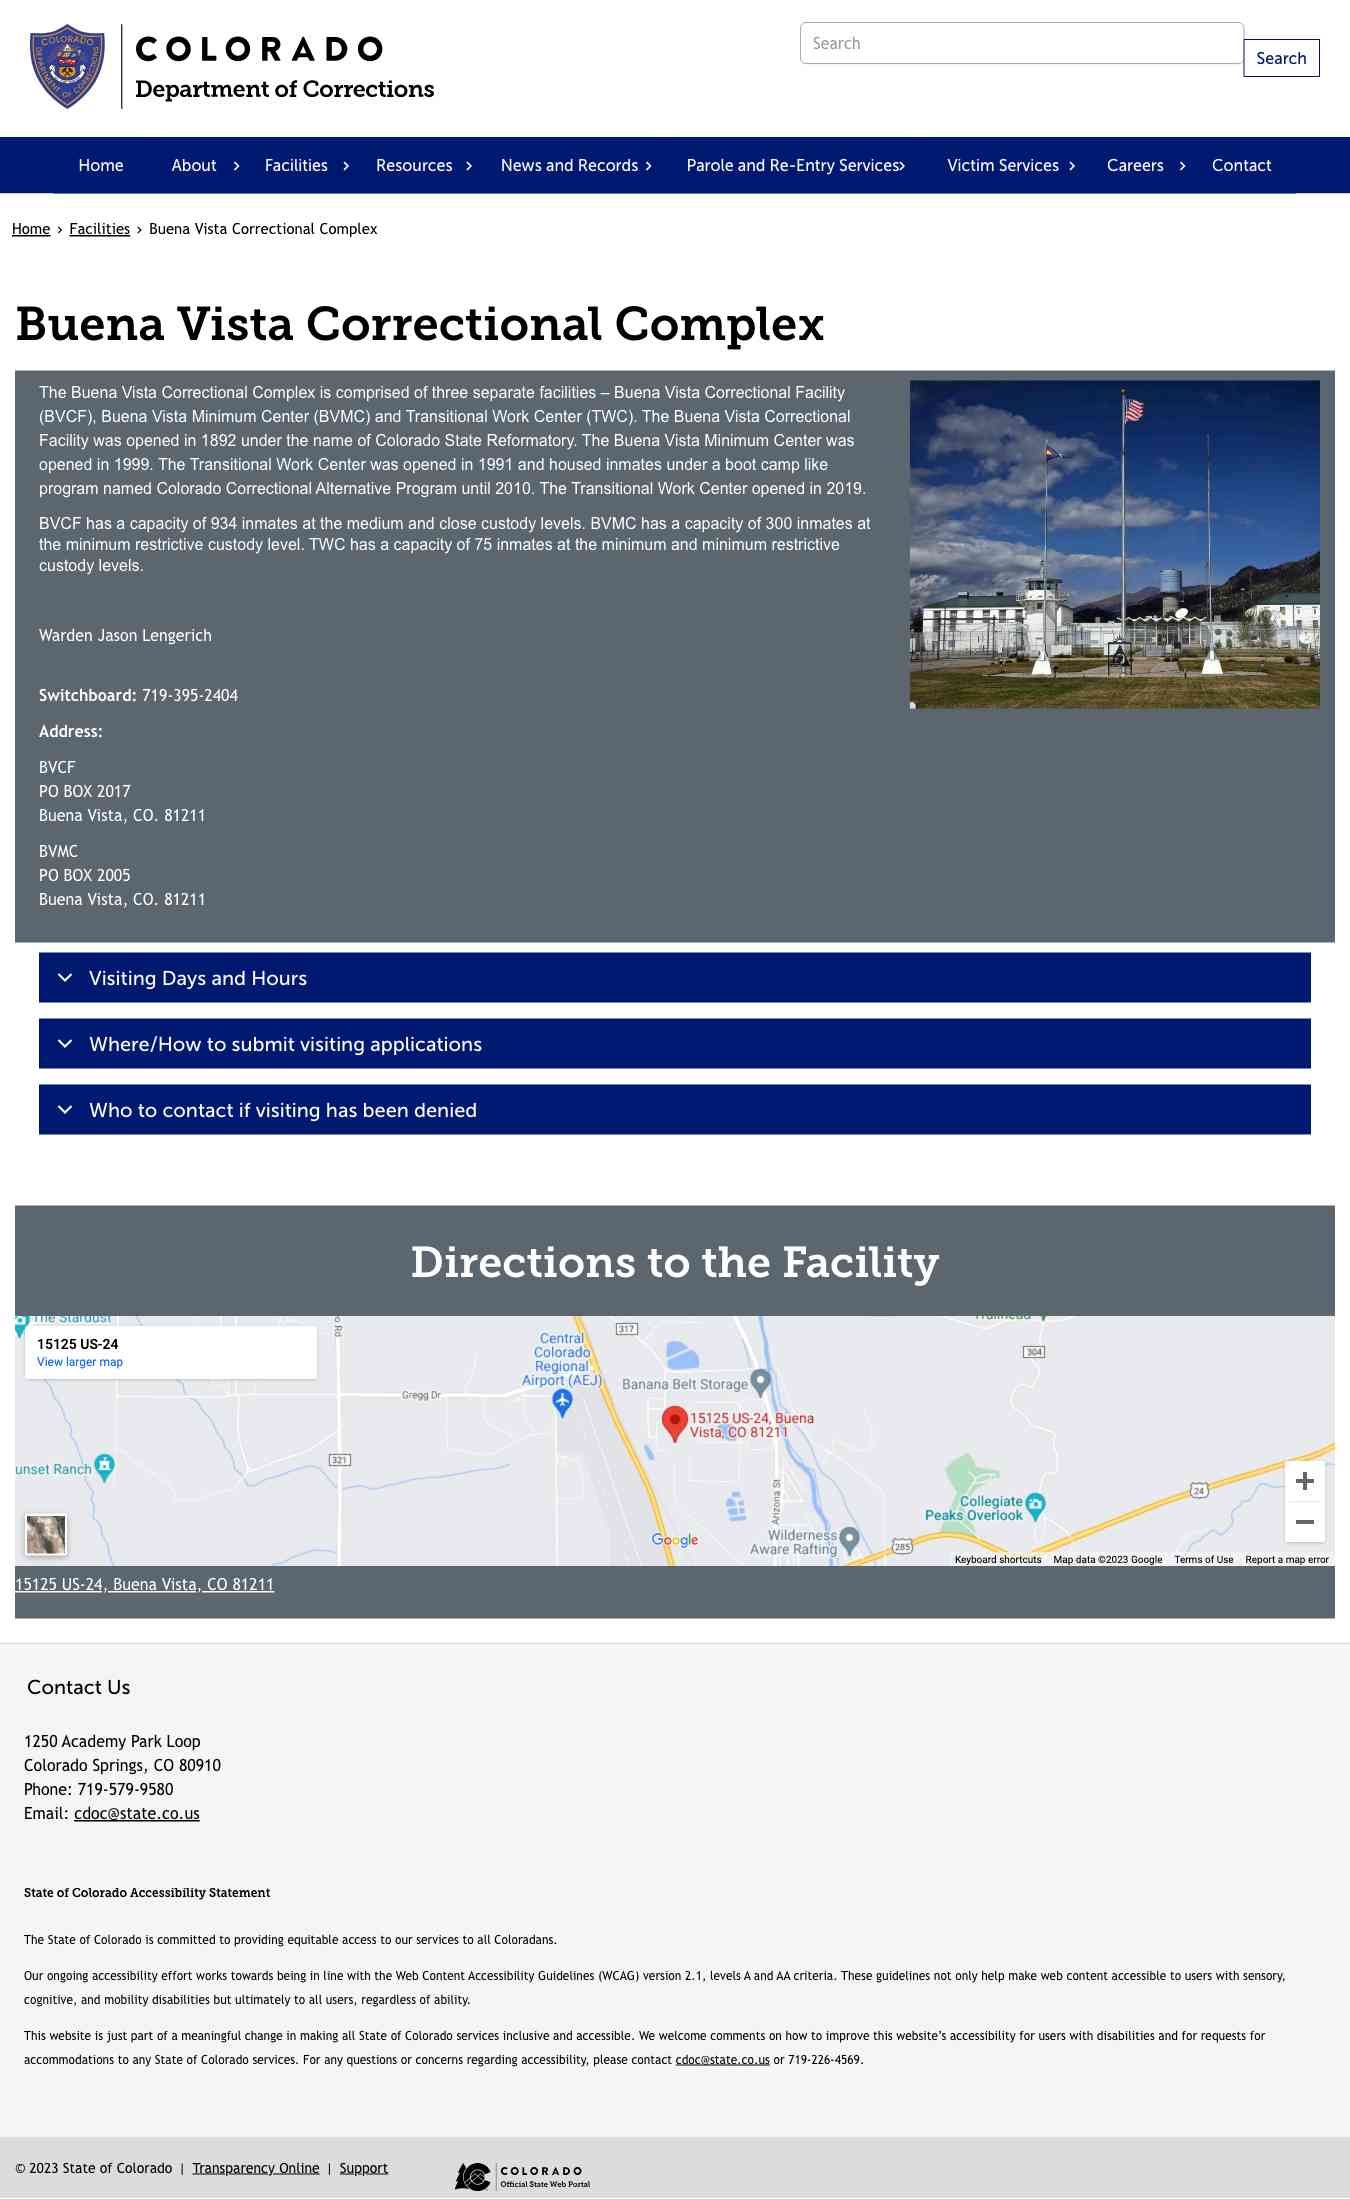 COLORADO
Department of Corrections
Search
Search
Home About Facilities Resources News and Records Parole and Re-Entry Services Victim Services Careers Contact
Home › Facilities › Buena Vista Correctional Complex
Buena Vista Correctional Complex
The Buena Vista Correctional Complex is comprised of three separate facilities – Buena Vista Correctional Facility
(BVCF), Buena Vista Minimum Center (BVMC) and Transitional Work Center (TWC). The Buena Vista Correctional
Facility was opened in 1892 under the name of Colorado State Reformatory. The Buena Vista Minimum Center was
opened in 1999. The Transitional Work Center was opened in 1991 and housed inmates under a boot camp like
program named Colorado Correctional Alternative Program until 2010. The Transitional Work Center opened in 2019.
BVCF has a capacity of 934 inmates at the medium and close custody levels. BVMC has a capacity of 300 inmates at
the minimum restrictive custody level. TWC has a capacity of 75 inmates at the minimum and minimum restrictive
custody levels.
Warden Jason Lengerich
Switchboard: 719-395-2404
Address:
BVCF
PO BOX 2017
Buena Vista, CO. 81211
BVMC
PO BOX 2005
Buena Vista, CO. 81211
Visiting Days and Hours
Where/How to submit visiting applications
Who to contact if visiting has been denied
Directions to the Facility
The Stardust
15125 US-24
View larger map
o Rd
Gregg Dr
321
unset Ranch
Central
Colorado
Regional
Airport (AEJ)
317
Banana Belt Storage
15125 US-24, Buena
Vista, CO 81211
Arizona St
Wilderness
Aware Rafting
Google
285
304
24
Trailhead
Collegiate
Peaks Overlook
Keyboard shortcuts Map data ©2023 Google Terms of Use Report a map error
15125 US-24, Buena Vista, CO 81211
Contact Us
1250 Academy Park Loop
Colorado Springs, CO 80910
Phone: 719-579-9580
Email: cdoc@state.co.us
State of Colorado Accessibility Statement
The State of Colorado is committed to providing equitable access to our services to all Coloradans.
Our ongoing accessibility effort works towards being in line with the Web Content Accessibility Guidelines (WCAG) version 2.1, levels A and AA criteria. These guidelines not only help make web content accessible to users with sensory,
cognitive, and mobility disabilities but ultimately to all users, regardless of ability.
This website is just part of a meaningful change in making all State of Colorado services inclusive and accessible. We welcome comments on how to improve this website’s accessibility for users with disabilities and for requests for
accommodations to any State of Colorado services. For any questions or concerns regarding accessibility, please contact cdoc@state.co.us or 719-226-4569.
© 2023 State of Colorado | Transparency Online | Support
COLORADO
Official State Web Portal